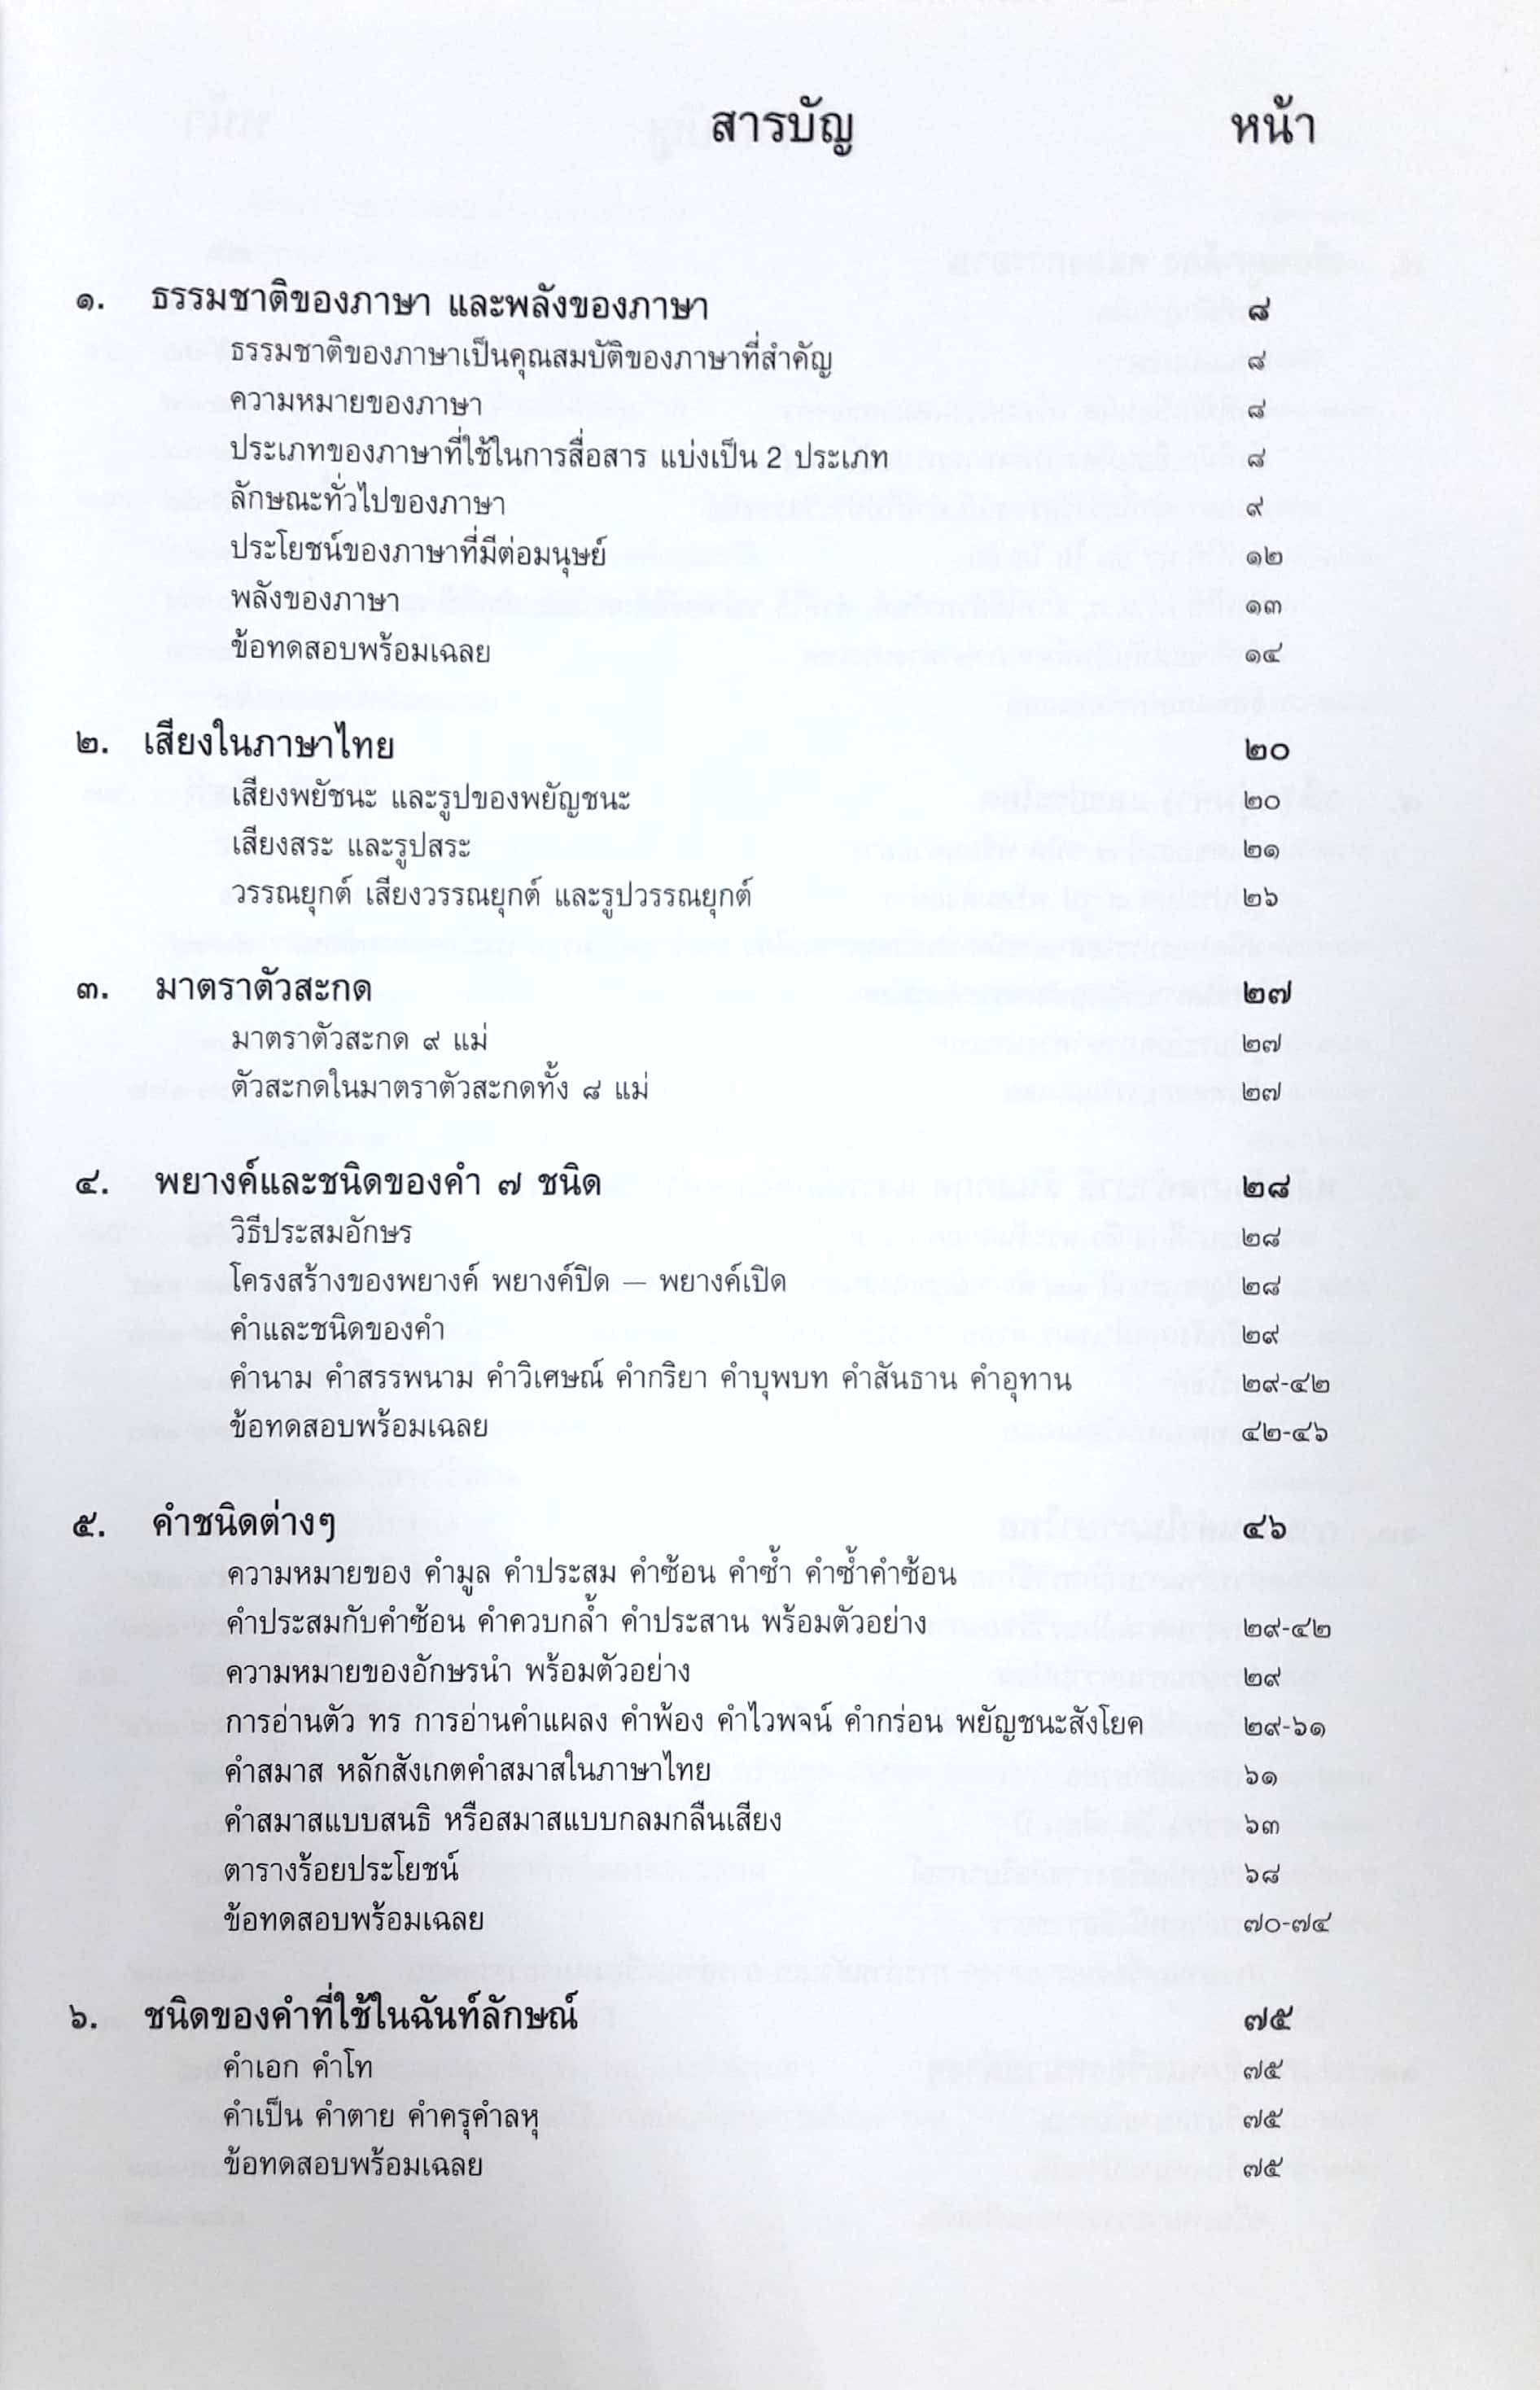 สารบัญ หน้า
๑. ธรรมชาติของภาษา และพลังของภาษา ๘
ธรรมชาติของภาษาเป็นคุณสมบัติของภาษาที่สำคัญ ๘
ความหมายของภาษา ๘
ประเภทของภาษาที่ใช้ในการสื่อสาร แบ่งเป็น 2 ประเภท ๘
ลักษณะทั่วไปของภาษา ๙
ประโยชน์ของภาษาที่มีต่อมนุษย์ ๑๒
พลังของภาษา ๑๓
ข้อทดสอบพร้อมเฉลย ๑๔
๒. เสียงในภาษาไทย ๒๐
เสียงพยัชนะ และรูปของพยัญชนะ ๒๐
เสียงสระ และรูปสระ ๒๑
วรรณยุกต์ เสียงวรรณยุกต์ และรูปวรรณยุกต์ ๒๖
๓. มาตราตัวสะกด ๒๗
มาตราตัวสะกด ๙ แม่ ๒๗
ตัวสะกดในมาตราตัวสะกดทั้ง ๘ แม่ ๒๗
๔. พยางค์และชนิดของคำ ๗ ชนิด ๒๘
วิธีประสมอักษร ๒๘
โครงสร้างของพยางค์ พยางค์ปิด – พยางค์เปิด ๒๘
คำและชนิดของคำ ๒๙
คำนาม คำสรรพนาม คำวิเศษณ์ คำกริยา คำบุพบท คำสันธาน คำอุทาน ๒๙-๔๒
ข้อทดสอบพร้อมเฉลย ๔๒-๔๖
๕. คำชนิดต่างๆ ๔๖
ความหมายของ คำมูล คำประสม คำซ้อน คำซ้ำ คำซ้ำคำซ้อน
คำประสมกับคำซ้อน คำควบกล้ำ คำประสาน พร้อมตัวอย่าง ๒๙-๔๒
ความหมายของอักษรนำ พร้อมตัวอย่าง ๒๙
การอ่านตัว ทร การอ่านคำแผลง คำพ้อง คำไวพจน์ คำกร่อน พยัญชนะสังโยค ๒๙-๖๑
คำสมาส หลักสังเกตคำสมาสในภาษาไทย ๖๑
คำสมาสแบบสนธิ หรือสมาสแบบกลมกลืนเสียง ๖๓
ตารางร้อยประโยชน์ ๖๘
ข้อทดสอบพร้อมเฉลย ๗๐-๗๔
๖. ชนิดของคำที่ใช้ในฉันท์ลักษณ์ ๗๕
คำเอก คำโท ๗๕
คำเป็น คำตาย คำครุคำลหุ ๗๕
ข้อทดสอบพร้อมเฉลย ๗๕